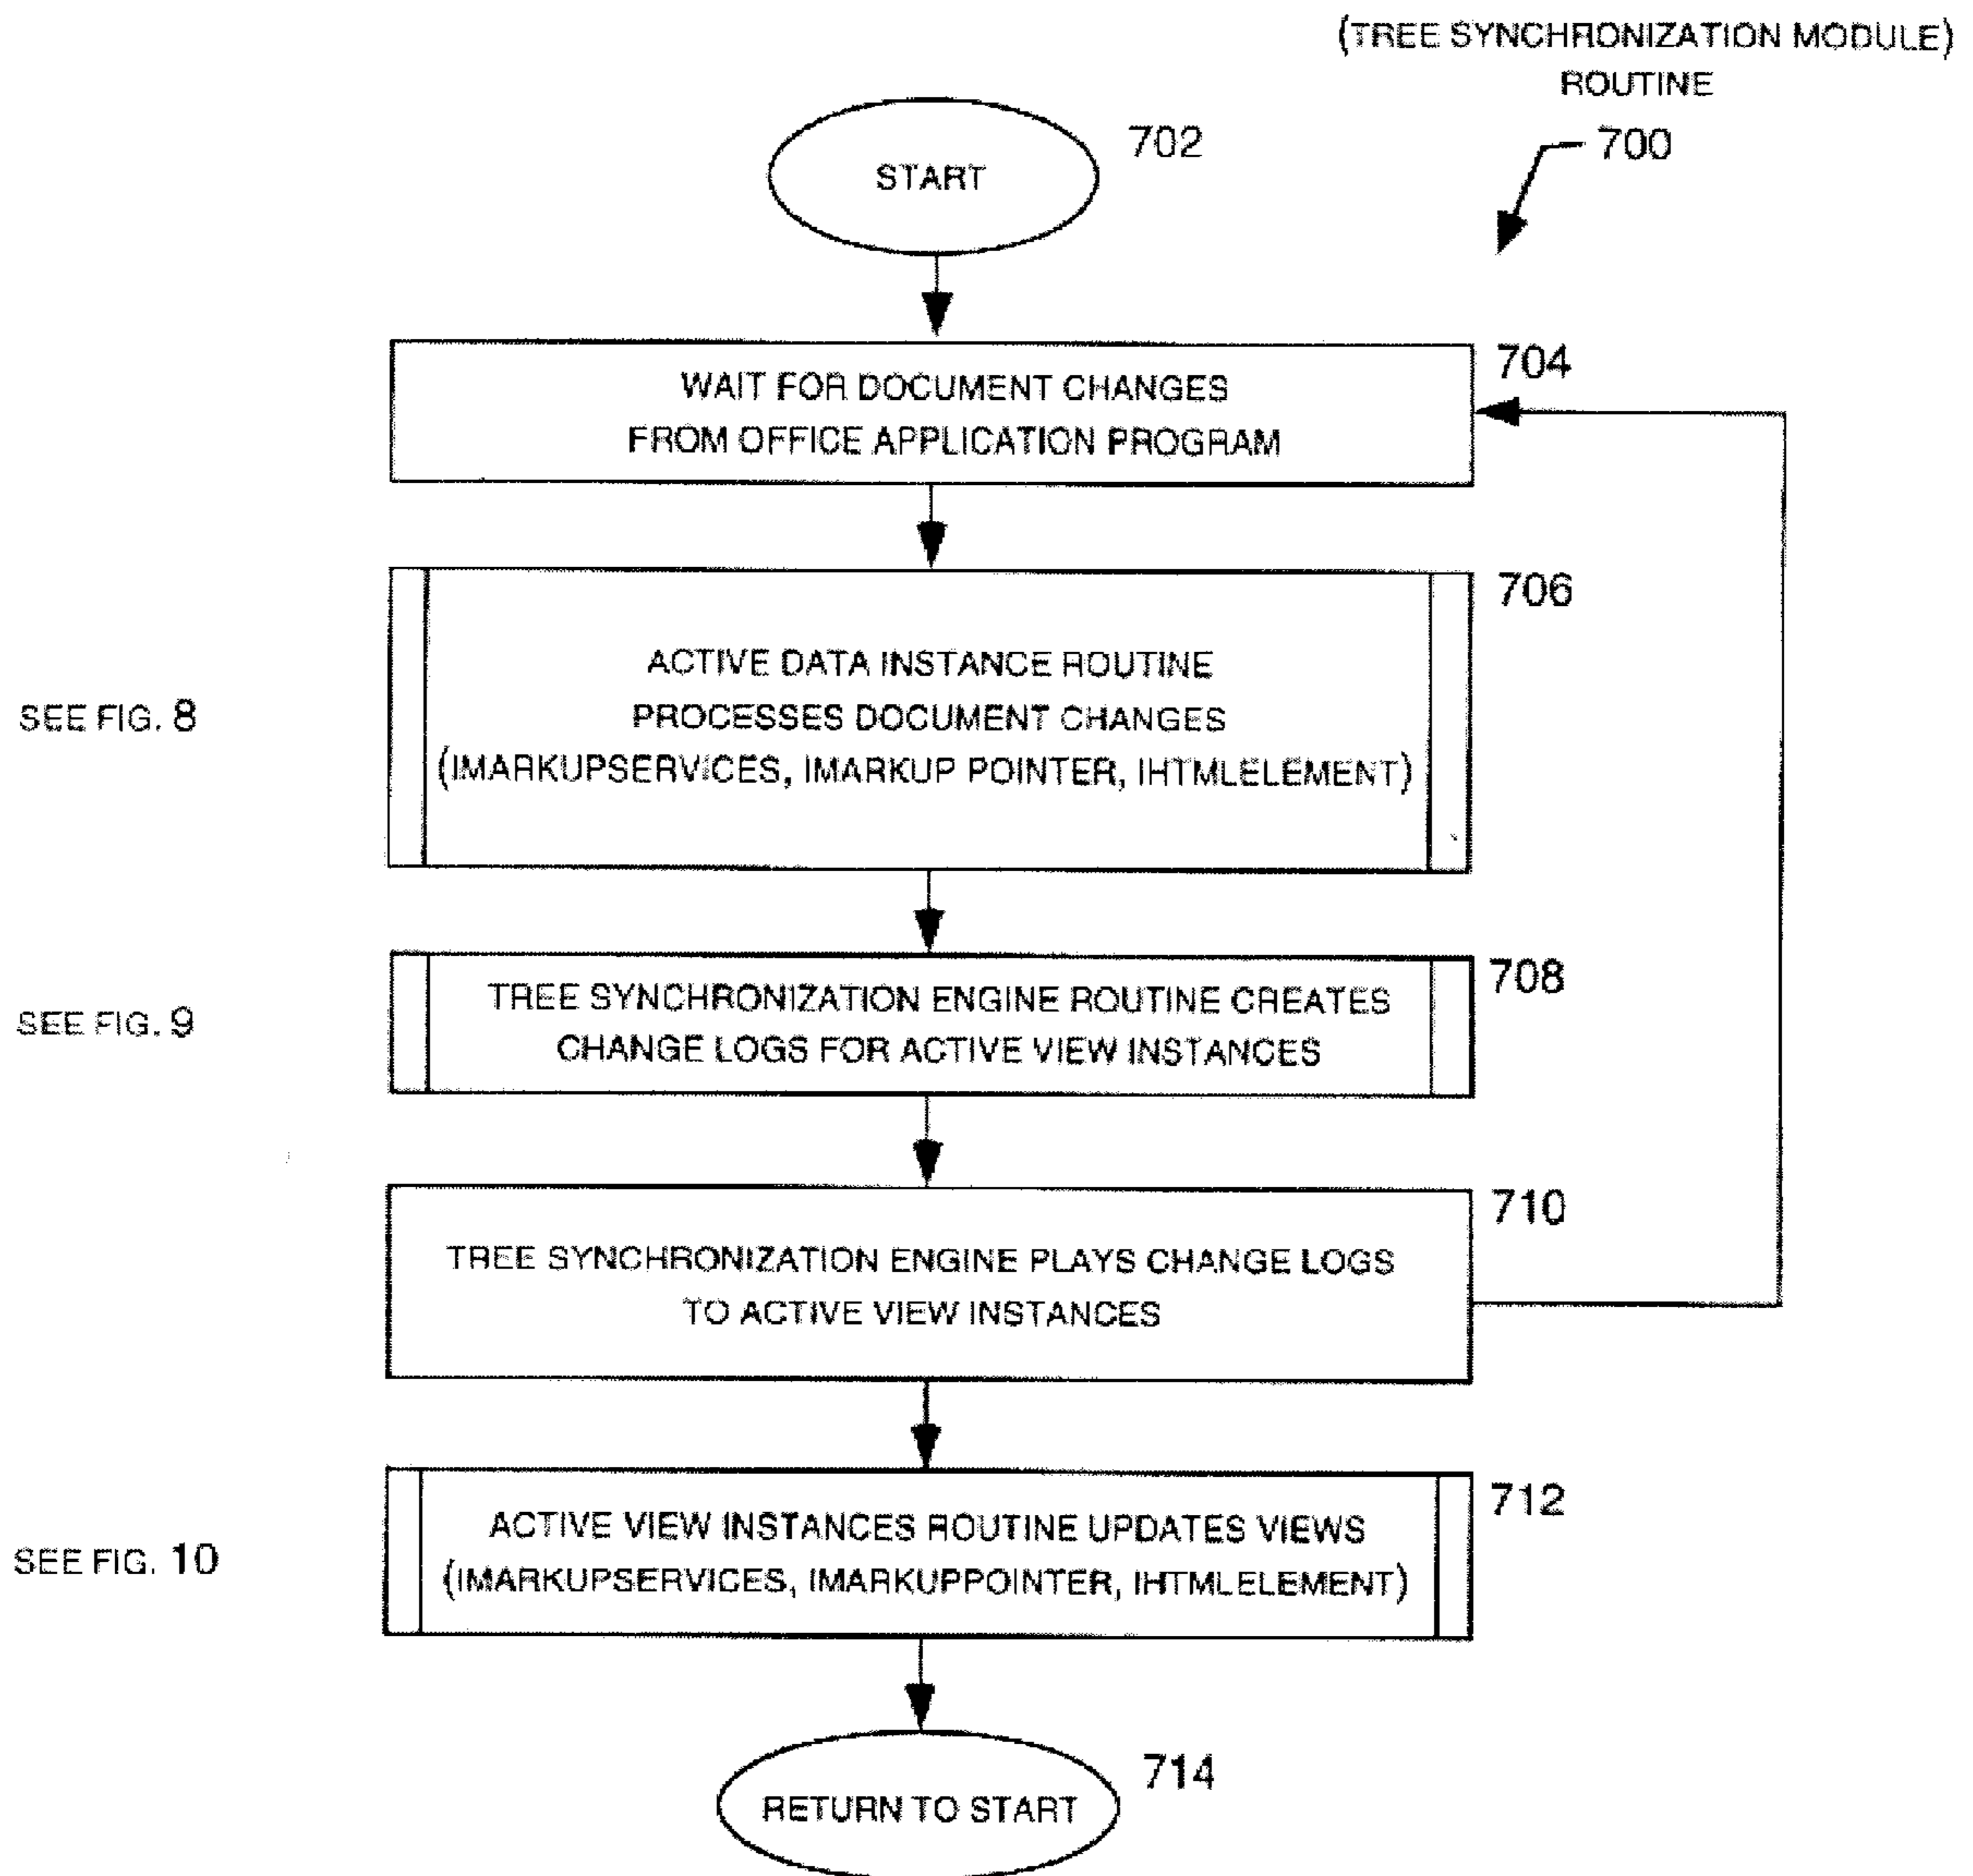 (TREE SYNCHRONIZATION MODULE)
ROUTINE
700
702
START
704
WAIT FOR DOCUMENT CHANGES
FROM OFFICE APPLICATION PROGRAM
706
ACTIVE DATA INSTANCE ROUTINE
PROCESSES DOCUMENT CHANGES
(IMARKUPSERVICES, IMARKUP POINTER, IHTMLELEMENT)
SEE FIG. 8
708
TREE SYNCHRONIZATION ENGINE ROUTINE CREATES
CHANGE LOGS FOR ACTIVE VIEW INSTANCES
SEE FIG. 9
710
TREE SYNCHRONIZATION ENGINE PLAYS CHANGE LOGS
TO ACTIVE VIEW INSTANCES
712
ACTIVE VIEW INSTANCES ROUTINE UPDATES VIEWS
(IMARKUPSERVICES, IMARKUPPOINTER, IHTMLELEMENT)
SEE FIG. 10
714
RETURN TO START